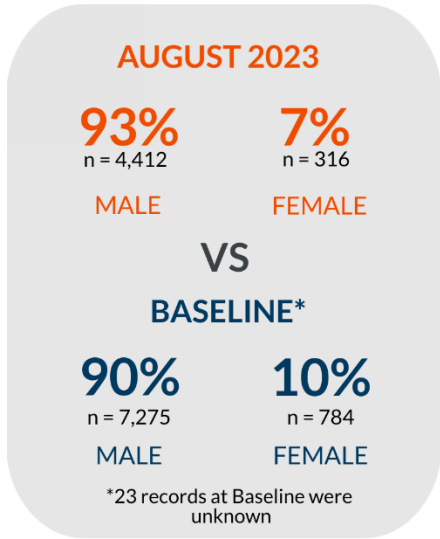 AUGUST 2023
93% 7%
n = 4,412 n = 316
MALE FEMALE
VS
BASELINE*
90% 10%
n = 7,275 n = 784
MALE FEMALE
*23 records at Baseline were
unknown